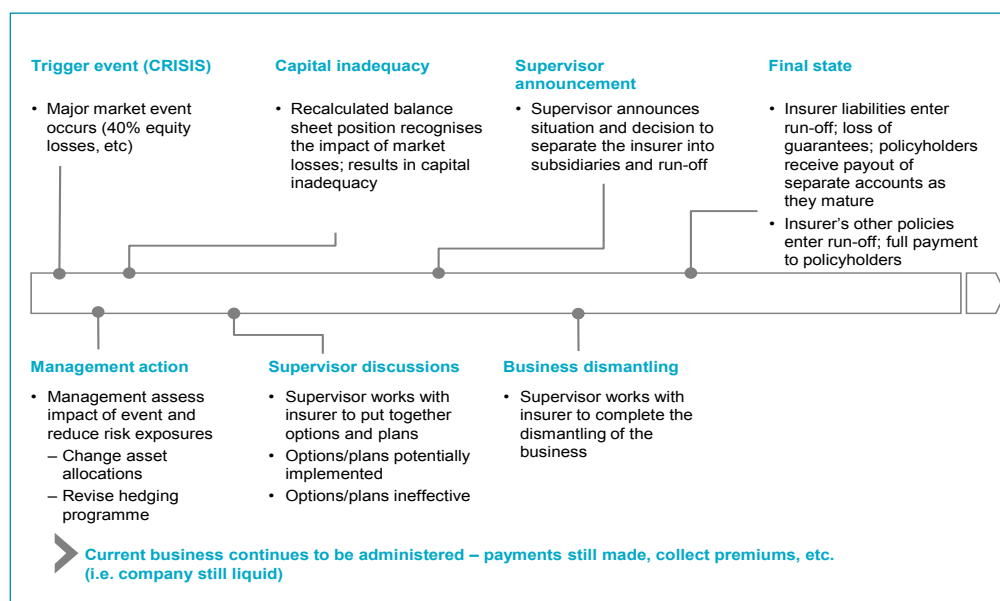 Trigger event (CRISIS)
• Major market event
occurs (40% equity
losses, etc)
Capital inadequacy
• Recalculated balance
sheet position recognises
the impact of market
losses; results in capital
inadequacy
Supervisor
announcement
• Supervisor announces
situation and decision to
separate the insurer into
subsidiaries and run-off
Final state
• Insurer liabilities enter
run-off; loss of
guarantees; policyholders
receive payout of
separate accounts as
they mature
• Insurer’s other policies
enter run-off; full payment
to policyholders
Management action
• Management assess
impact of event and
reduce risk exposures
– Change asset
allocations
– Revise hedging
programme
Supervisor discussions
• Supervisor works with
insurer to put together
options and plans
• Options/plans potentially
implemented
• Options/plans ineffective
Business dismantling
• Supervisor works with
insurer to complete the
dismantling of the
business
Current business continues to be administered – payments still made, collect premiums, etc.
(i.e. company still liquid)